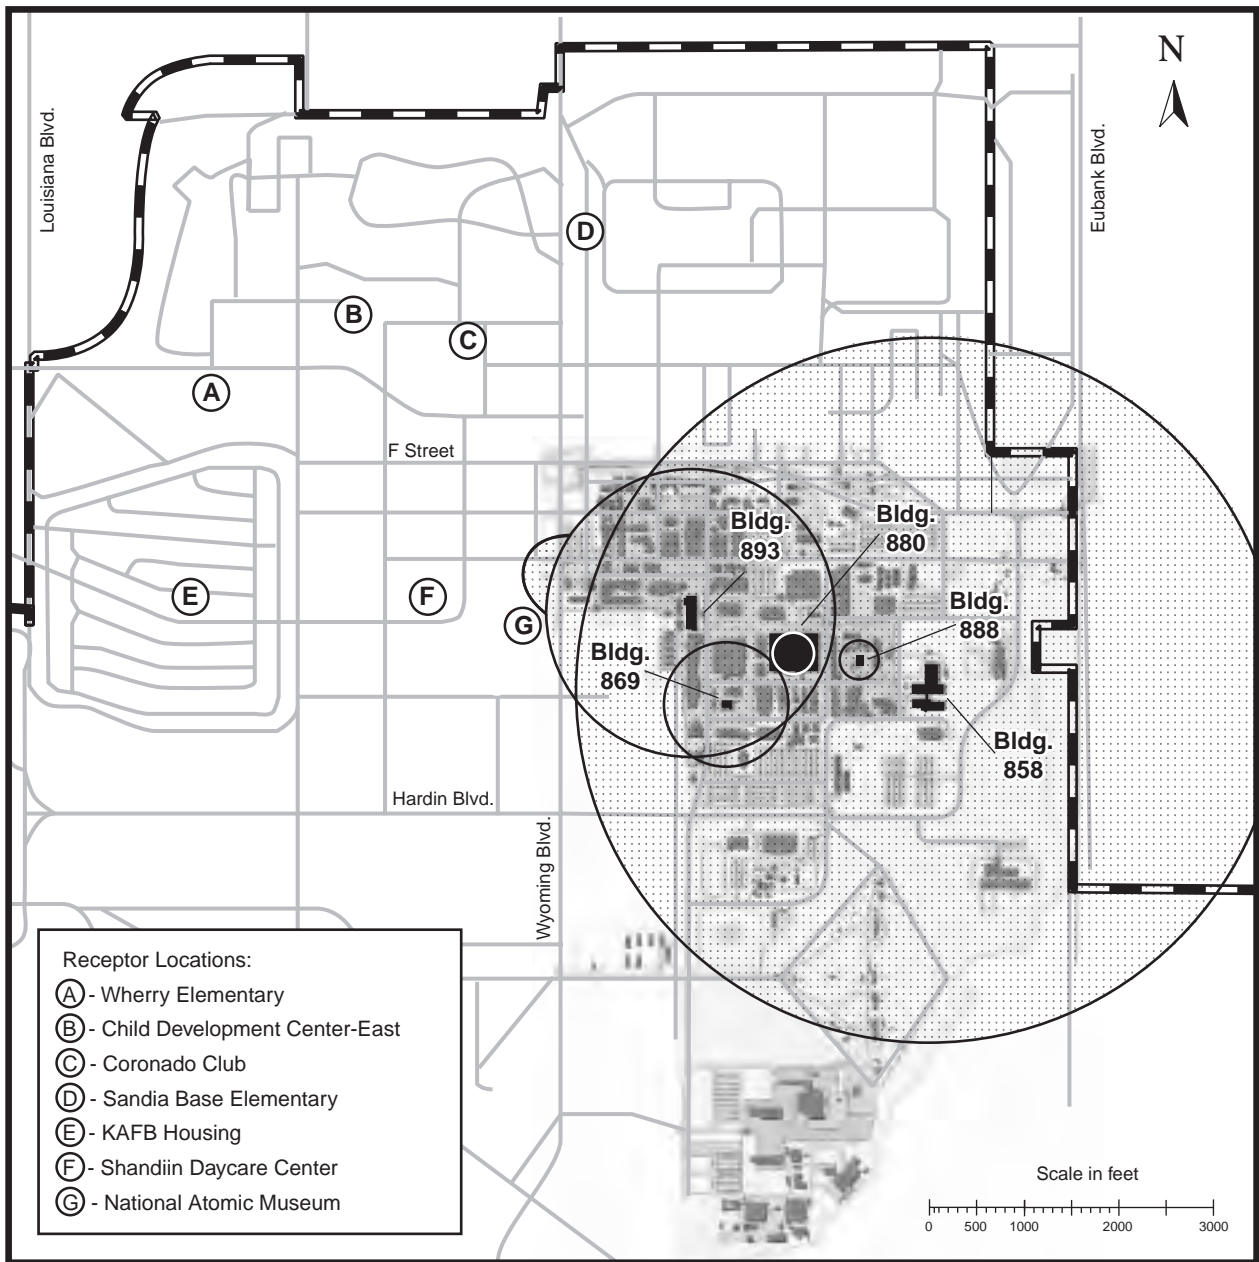 N
Louisiana Blvd.
Eubank Blvd.
D
B
C
A
F Street
Bldg.
893
Bldg.
880
E
F
G
Bldg.
888
Bldg.
869
Bldg.
858
Hardin Blvd.
Wyoming Blvd.
Receptor Locations:
A - Wherry Elementary
B - Child Development Center-East
C - Coronado Club
D - Sandia Base Elementary
E - KAFB Housing
F - Shandiin Daycare Center
G - National Atomic Museum
Scale in feet
0 500 1000 2000 3000